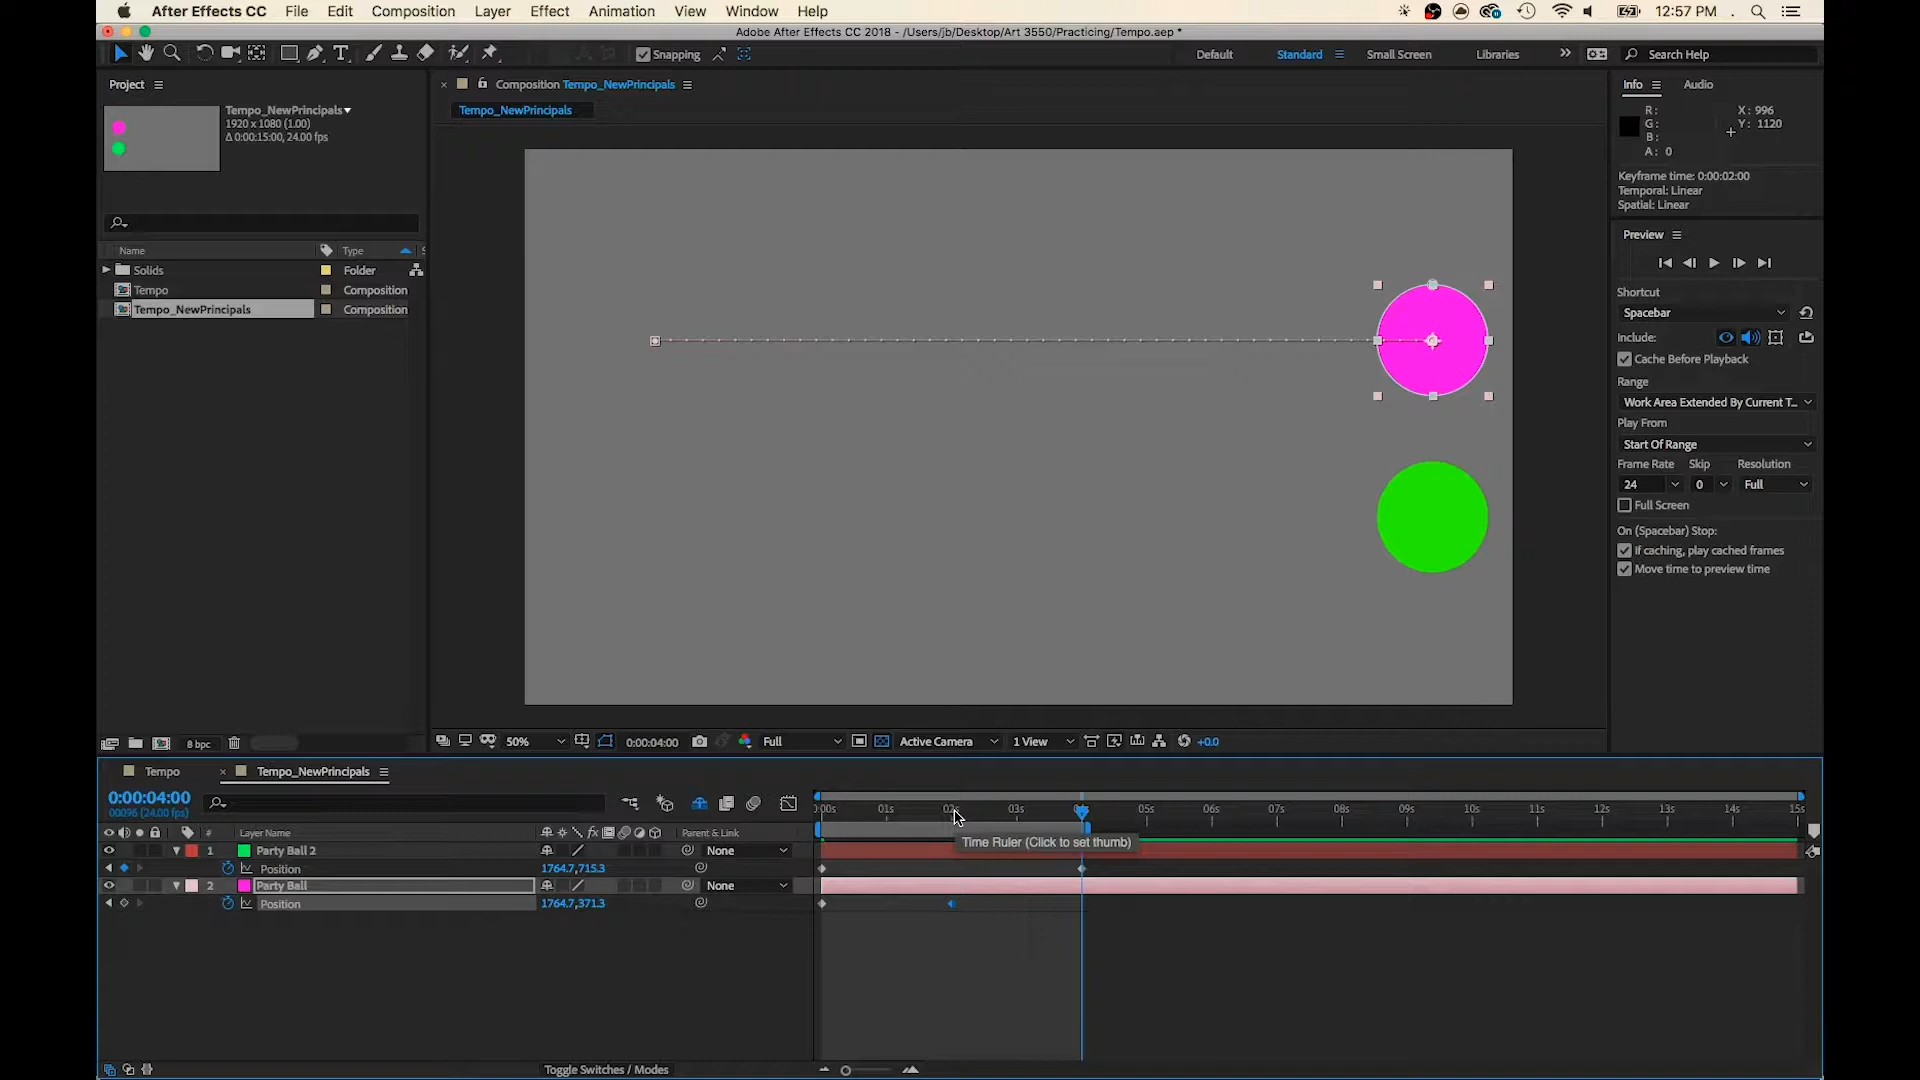 After Effects CC File Edit Composition Layer Effect Animation View Window Help 12:57 PM
Adobe After Effects CC 2018 - /Users/jb/Desktop/Art 3550/Practicing/Tempo.aep *
Snapping Default Standard Small Screen Libraries Search Help
Project
Composition Tempo_NewPrincipals
Info Audio
Tempo_NewPrincipals
1920 x 1080 (1.00)
Δ 0:00:15:00, 24.00 fps
Tempo_NewPrincipals
R:
G:
B:
A: 0
X: 996
Y: 1120
Keyframe time: 0:00:02:00
Temporal: Linear
Spatial: Linear
Preview
Name Type
Solids Folder
Tempo Composition
Tempo_NewPrincipals Composition
Shortcut
Spacebar
Include:
Cache Before Playback
Range
Work Area Extended By Current T...
Play From
Start Of Range
Frame Rate Skip Resolution
24 0 Full
Full Screen
On (Spacebar) Stop:
If caching, play cached frames
Move time to preview time
8 bpc
50% 0:00:04:00 Full Active Camera 1 View +0.0
Tempo Tempo_NewPrincipals
0:00:04:00
00096 (24.00 fps)
01s 02s 03s 05s 06s 07s 08s 09s 10s 11s 12s 13s 14s 15s
# Layer Name Parent & Link
Time Ruler (Click to set thumb)
1 Party Ball 2 None
Position 1764.7,715.3
2 Party Ball None
Position 1764.7,371.3
Toggle Switches / Modes